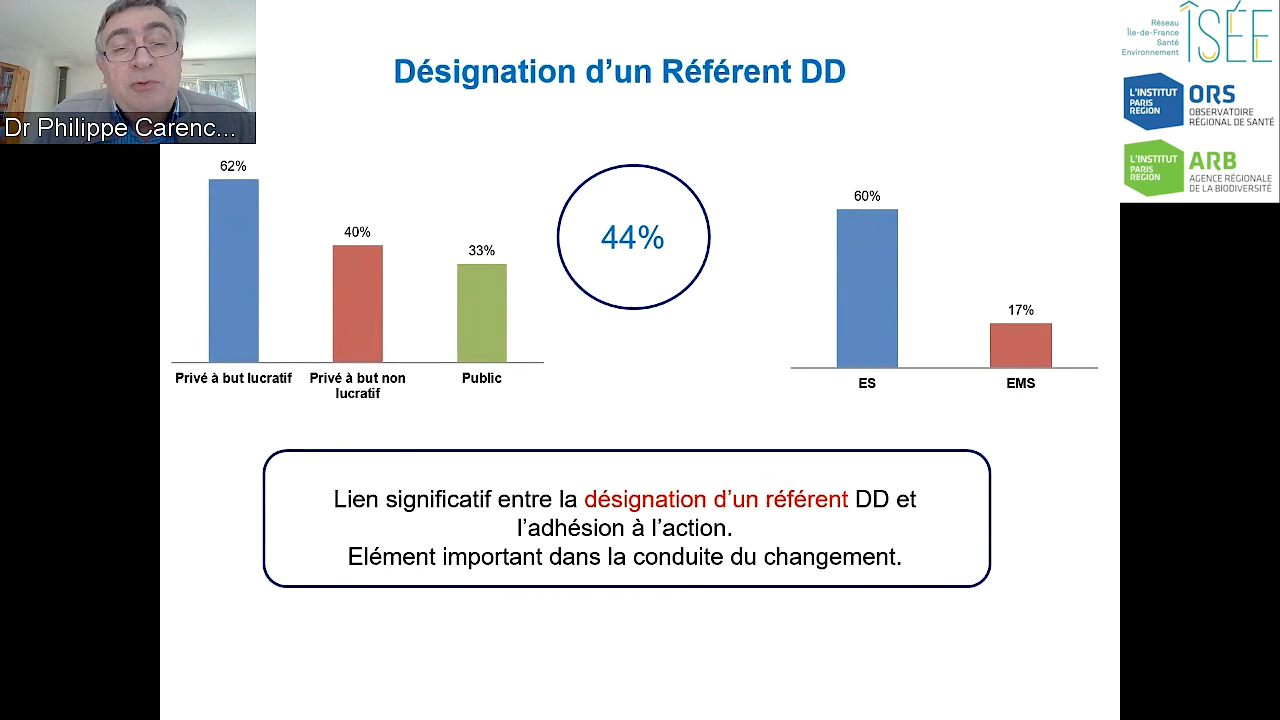 Dr Philippe Carenc...
Désignation d’un Référent DD
Réseau
Île-de-France
Santé
Environnement
ÎSÉE
L'INSTITUT
PARIS
REGION
ORS
OBSERVATOIRE
RÉGIONAL DE SANTÉ
L'INSTITUT
PARIS
REGION
ARB
AGENCE RÉGIONALE
DE LA BIODIVERSITÉ
62%
40%
33%
Privé à but lucratif
Privé à but non
lucratif
Public
44%
60%
17%
ES
EMS
Lien significatif entre la désignation d’un référent DD et
l’adhésion à l’action.
Elément important dans la conduite du changement.